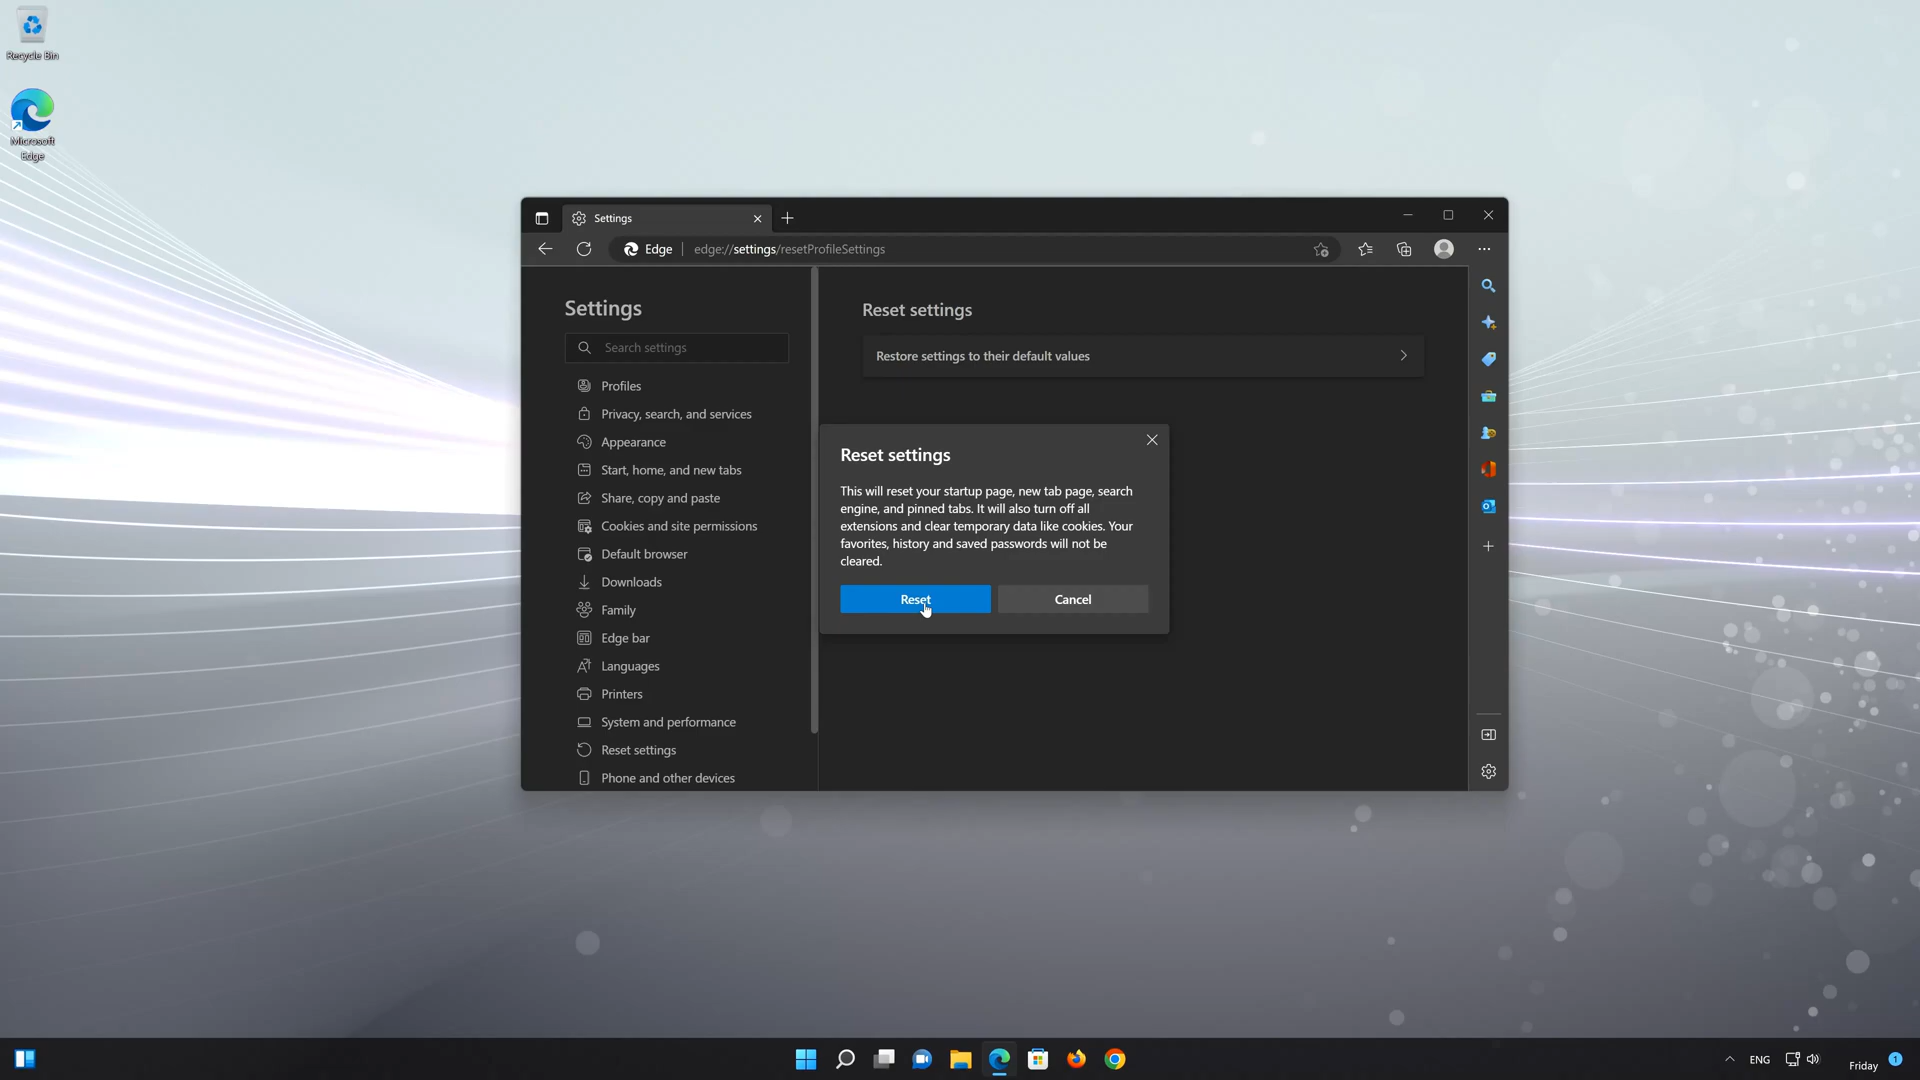 Recycle Bin
Microsoft
Edge
Settings
Edge
edge://settings/resetProfileSettings
Settings
Search settings
Profiles
Privacy, search, and services
Appearance
Start, home, and new tabs
Share, copy and paste
Cookies and site permissions
Default browser
Downloads
Family
Edge bar
Languages
Printers
System and performance
Reset settings
Phone and other devices
Reset settings
Restore settings to their default values
Reset settings
This will reset your startup page, new tab page, search
engine, and pinned tabs. It will also turn off all
extensions and clear temporary data like cookies. Your
favorites, history and saved passwords will not be
cleared.
Reset
Cancel
ENG
Friday
1